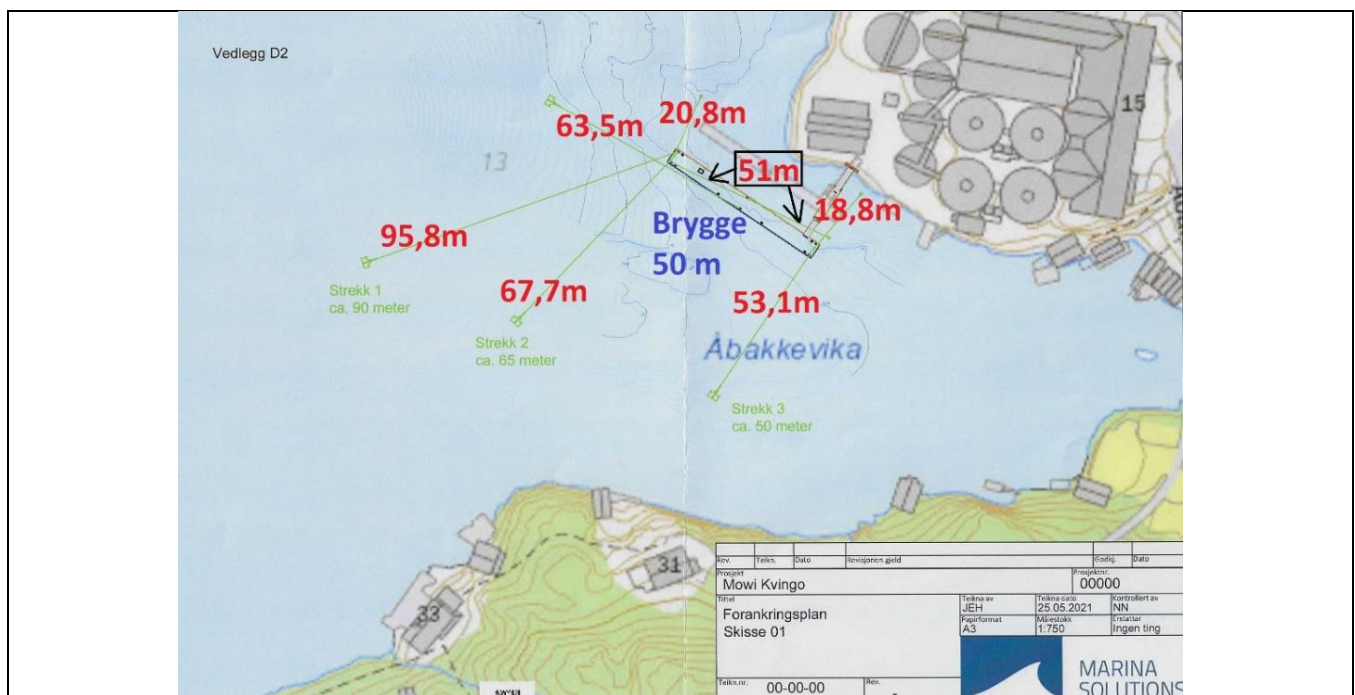 Vedlegg D2
15
20,8m
63,5m
13
51m
18,8m
Brygge
50 m
95,8m
67,7m
53,1m
Strekk 1
ca. 90 meter
Strekk 2
ca. 65 meter
Åbakkevika
Strekk 3
ca. 50 meter
31
33
Rev. Teikn. Dato Revisjonen gjeld Godkj. Dato
Prosjekt Prosjektnr.
Mowi Kvingo 00000
Tittel Teikna av Teikna dato Kontrollert av
Forankringsplan JEH 25.05.2021 NN
Skisse 01 Papirformat Målestokk Erstattar
A3 1:750 Ingen ting
Teikn.nr. Rev.
00-00-00
MARINA
SOLUTIONS